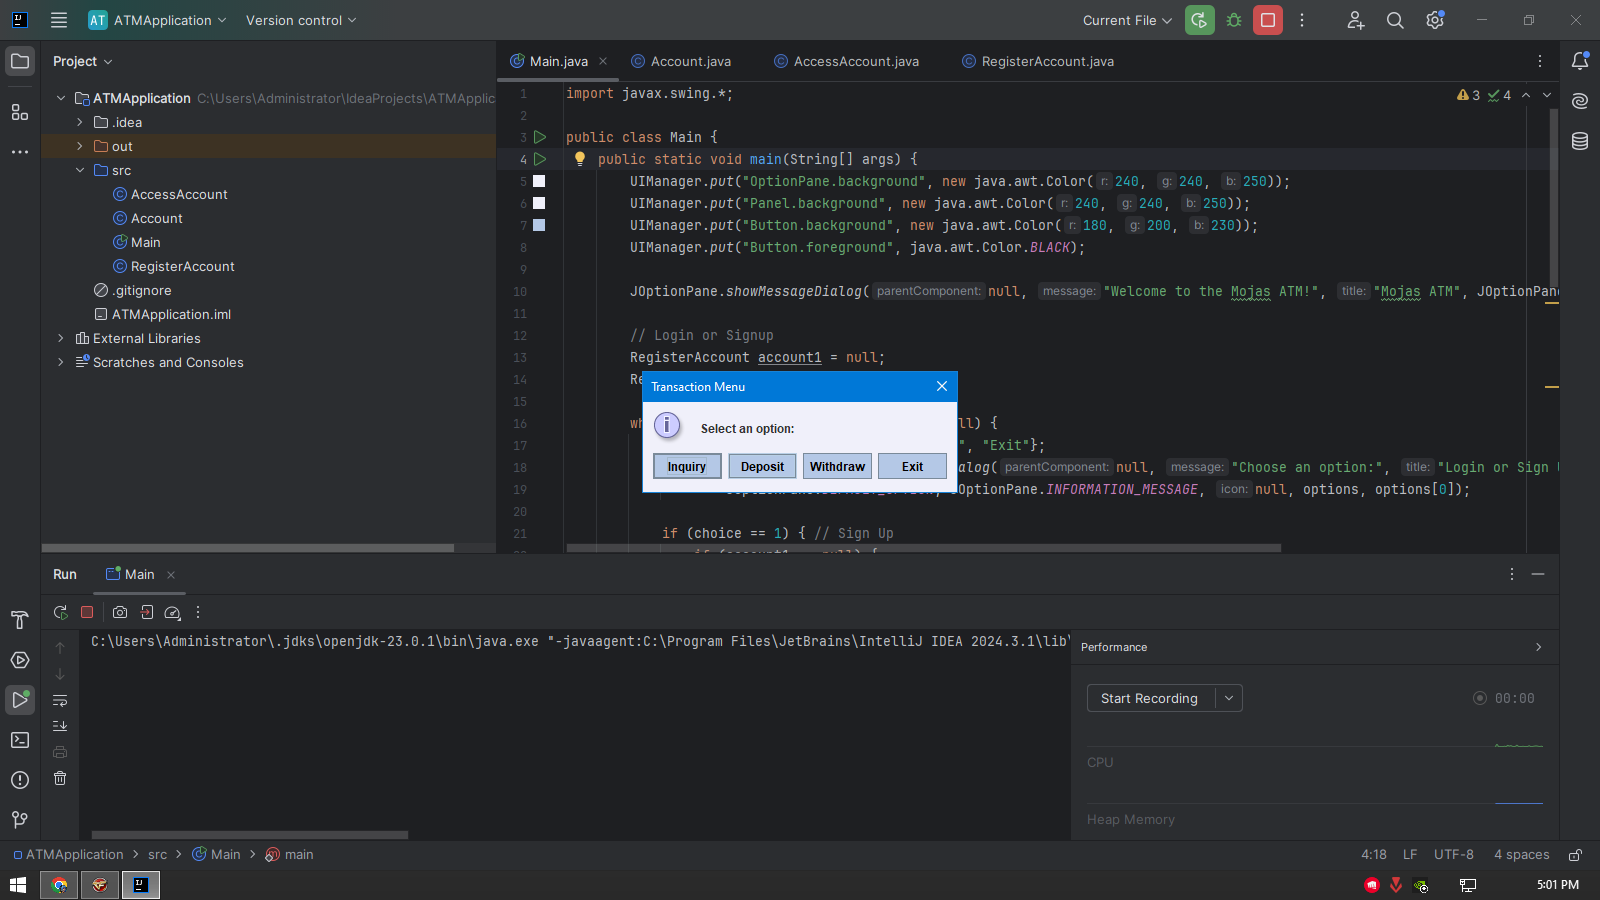 AT ATMApplication Version control Current File
Project
ATMApplication C:\Users\Administrator\IdeaProjects\ATMApplic
.idea
out
src
AccessAccount
Account
Main
RegisterAccount
.gitignore
ATMApplication.iml
External Libraries
Scratches and Consoles
Main.java Account.java AccessAccount.java RegisterAccount.java
3 4
1 import javax.swing.*;
2
3 public class Main {
4 public static void main(String[] args) {
5 UIManager.put("OptionPane.background", new java.awt.Color( r: 240, g: 240, b: 250));
6 UIManager.put("Panel.background", new java.awt.Color( r: 240, g: 240, b: 250));
7 UIManager.put("Button.background", new java.awt.Color( r: 180, g: 200, b: 230));
8 UIManager.put("Button.foreground", java.awt.Color.BLACK);
9
10 JOptionPane.showMessageDialog( parentComponent: null, message: "Welcome to the Mojas ATM!", title: "Mojas ATM", JOptionPane
11
12 // Login or Signup
13 RegisterAccount account1 = null;
14 Re
15
16 wh ll) {
17 ", "Exit"};
18 alog( parentComponent: null, message: "Choose an option:", title: "Login or Sign U
19 JOptionPane.INFORMATION_MESSAGE, icon: null, options, options[0]);
20
21 if (choice == 1) { // Sign Up
Transaction Menu
Select an option:
Inquiry Deposit Withdraw Exit
Run Main
C:\Users\Administrator\.jdks\openjdk-23.0.1\bin\java.exe "-javaagent:C:\Program Files\JetBrains\IntelliJ IDEA 2024.3.1\lib\
Performance
Start Recording 00:00
CPU
Heap Memory
ATMApplication > src > Main > main 4:18 LF UTF-8 4 spaces
5:01 PM